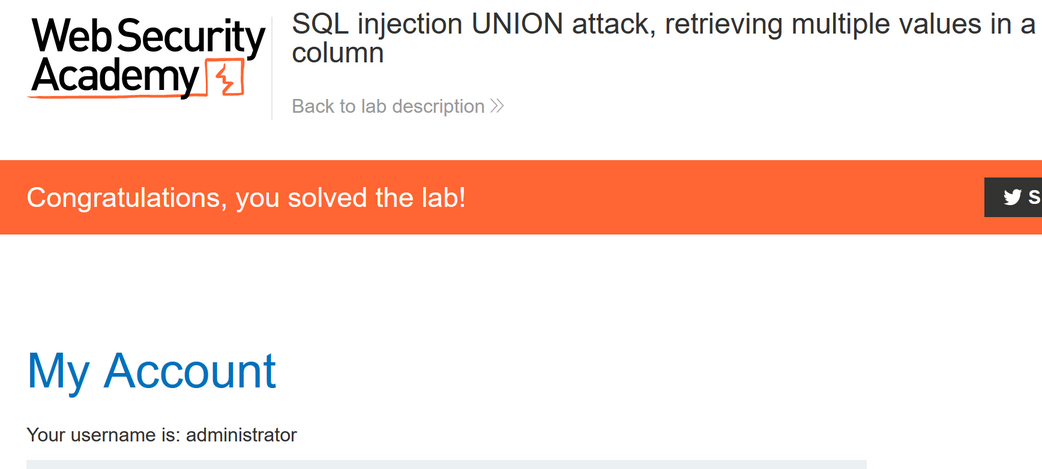 Web Security
Academy
SQL injection UNION attack, retrieving multiple values in a
column
Back to lab description
Congratulations, you solved the lab!
S
My Account
Your username is: administrator